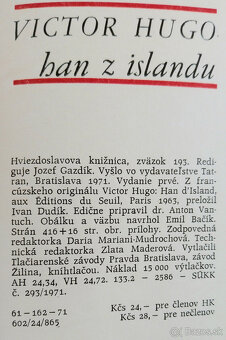 VICTOR HUGO
han z islandu
Hviezdoslavova knižnica, zväzok 193. Redi-
guje Jozef Gazdík. Vyšlo vo vydavateľstve Tat-
ran, Bratislava 1971. Vydanie prvé. Z fran-
cúzskeho originálu Victor Hugo: Han d'Island,
aux Éditions du Seuil, Paris 1963, preložil
Ivan Dudík. Edične pripravil dr. Anton Van-
tuch. Obálku a väzbu navrhol Emil Bačík.
Strán 416+16 str. obr. prílohy. Zodpovedná
redaktorka Daria Mariani-Mudrochová. Tech-
nická redaktorka Zlata Maderová. Vytlačili
Tlačiarenské závody Pravda Bratislava, závod
Žilina, kníhtlačou. Náklad 15 000 výtlačkov.
AH 24,34, VH 24,72. 133.2 – 2586 – SÚKK
č. 293/1971.
Kčs 24,— pre členov HK
61-162-71
Kčs 28,— pre nečlenov
602/24/865